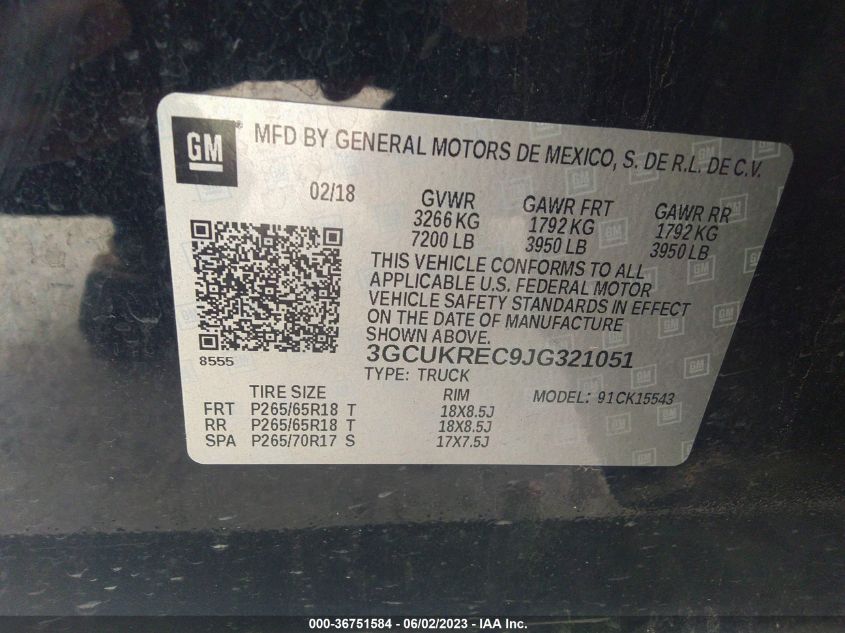 GM ® MFD BY GENERAL MOTORS DE MEXICO, S. DE R.L. DE C.V.
02/18 GVWR GAWR FRT GAWR RR
3266 KG 1792 KG 1792 KG
7200 LB 3950 LB 3950 LB
THIS VEHICLE CONFORMS TO ALL
APPLICABLE U.S. FEDERAL MOTOR
VEHICLE SAFETY STANDARDS IN EFFECT
ON THE DATE OF MANUFACTURE
SHOWN ABOVE.
8555 3GCUKREC9JG321051
TYPE: TRUCK
TIRE SIZE RIM MODEL: 91CK15543
FRT P265/65R18 T 18X8.5J
RR P265/65R18 T 18X8.5J
SPA P265/70R17 S 17X7.5J
000-36751584 - 06/02/2023 - IAA Inc.